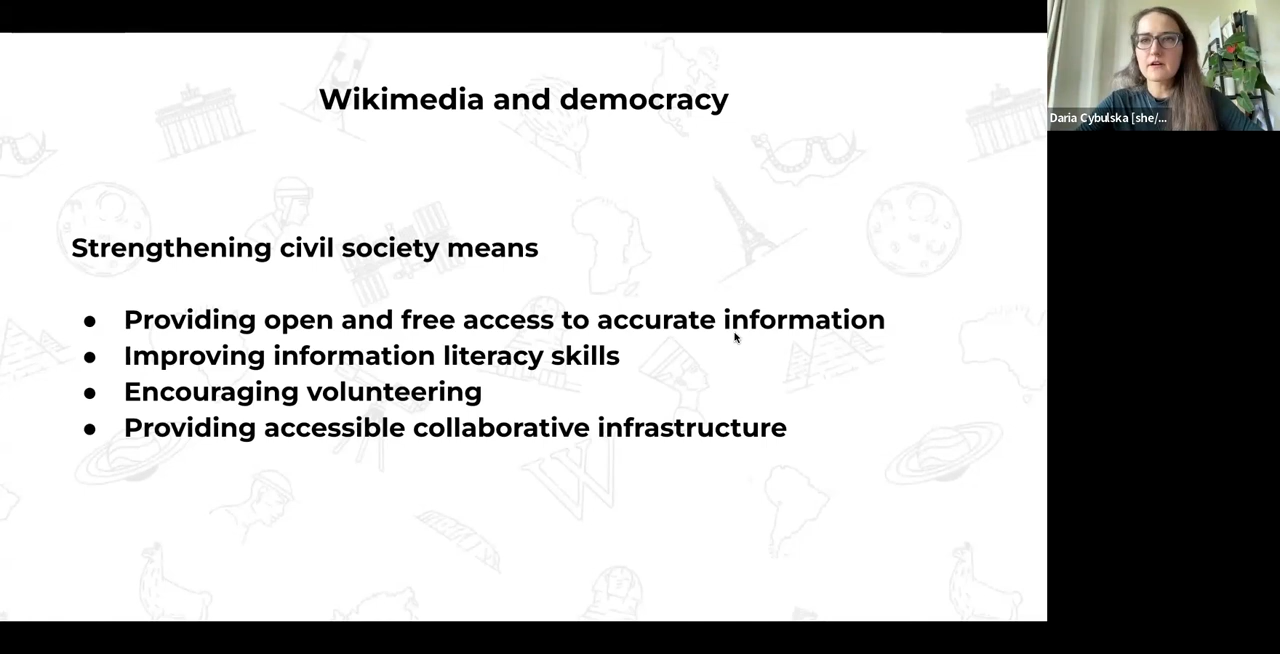 Wikimedia and democracy
Daria Cybulska [she/...
Strengthening civil society means
● Providing open and free access to accurate information
● Improving information literacy skills
● Encouraging volunteering
● Providing accessible collaborative infrastructure
W